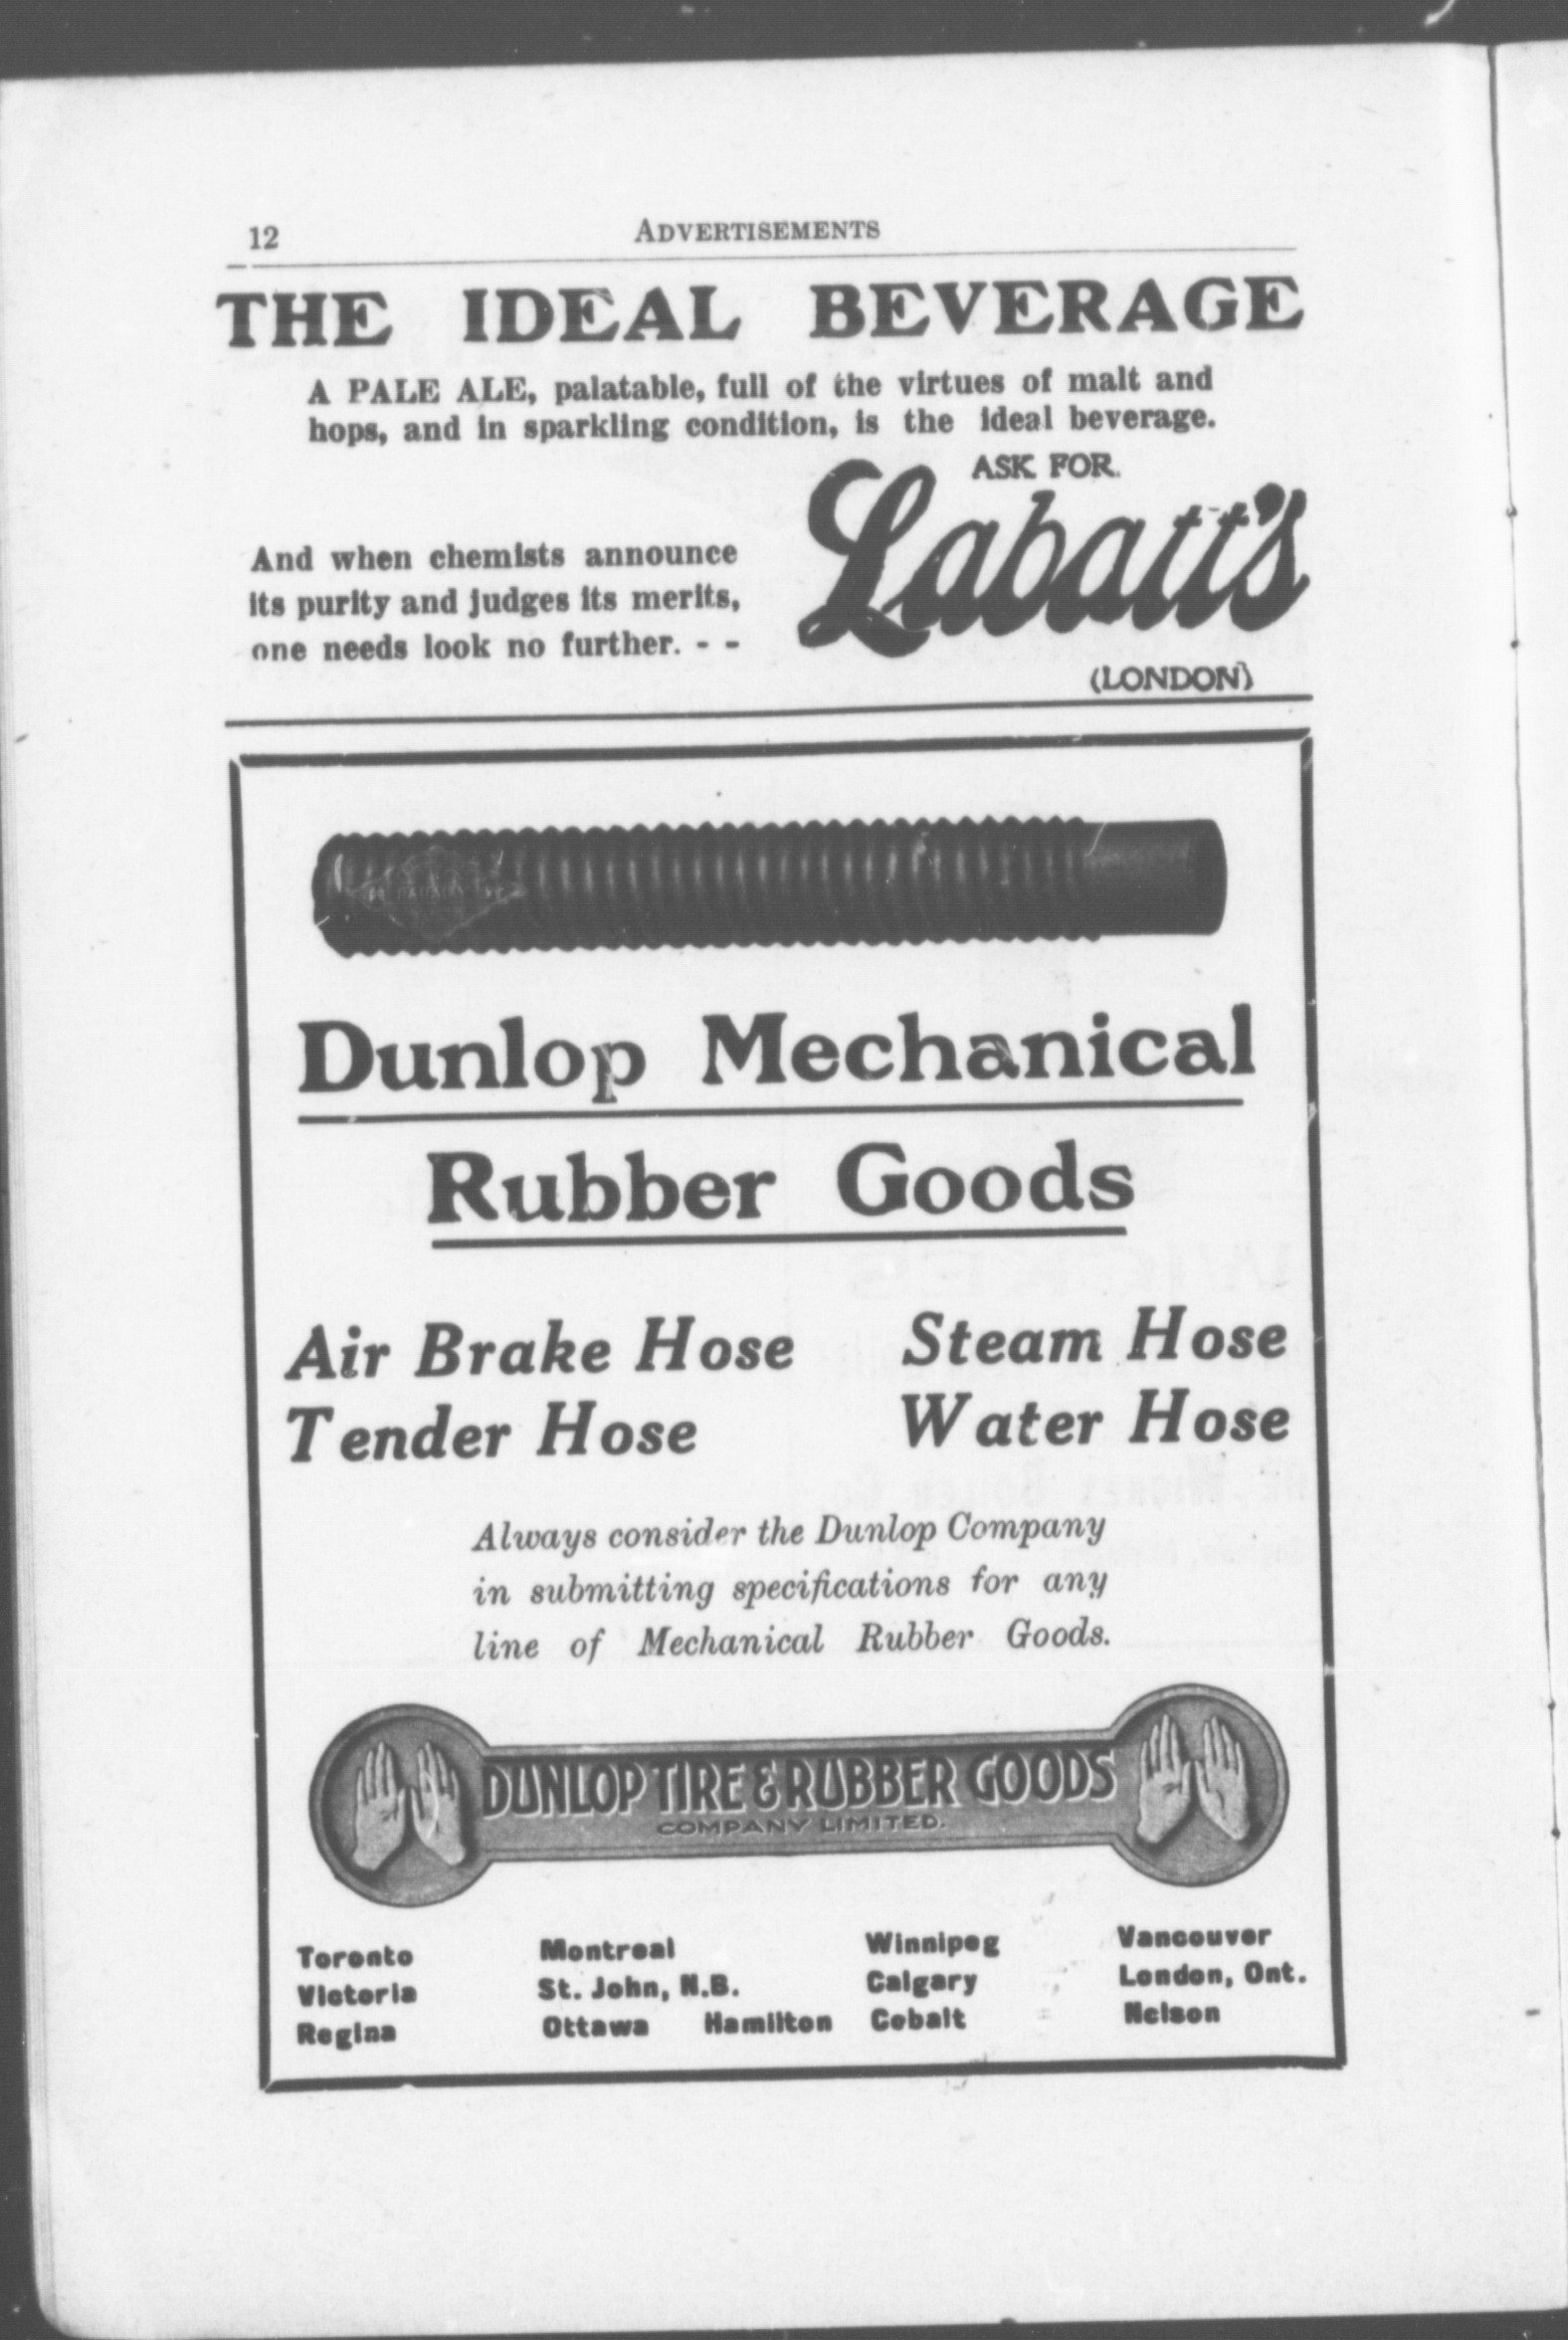 12
ADVERTISEMENTS
THE IDEAL BEVERAGE
A PALE ALE, palatable, full of the virtues of malt and
hops, and in sparkling condition, is the ideal beverage.
ASK FOR
Labatt's
(LONDON)
And when chemists announce
its purity and judges its merits,
one needs look no further. - -
Dunlop Mechanical
Rubber Goods
Air Brake Hose Steam Hose
Tender Hose Water Hose
Always consider the Dunlop Company
in submitting specifications for any
line of Mechanical Rubber Goods.
DUNLOP TIRE & RUBBER GOODS
COMPANY LIMITED.
Toronto Montreal Winnipeg Vancouver
Victoria St. John, N.B. Calgary London, Ont.
Regina Ottawa Hamilton Cobalt Nelson